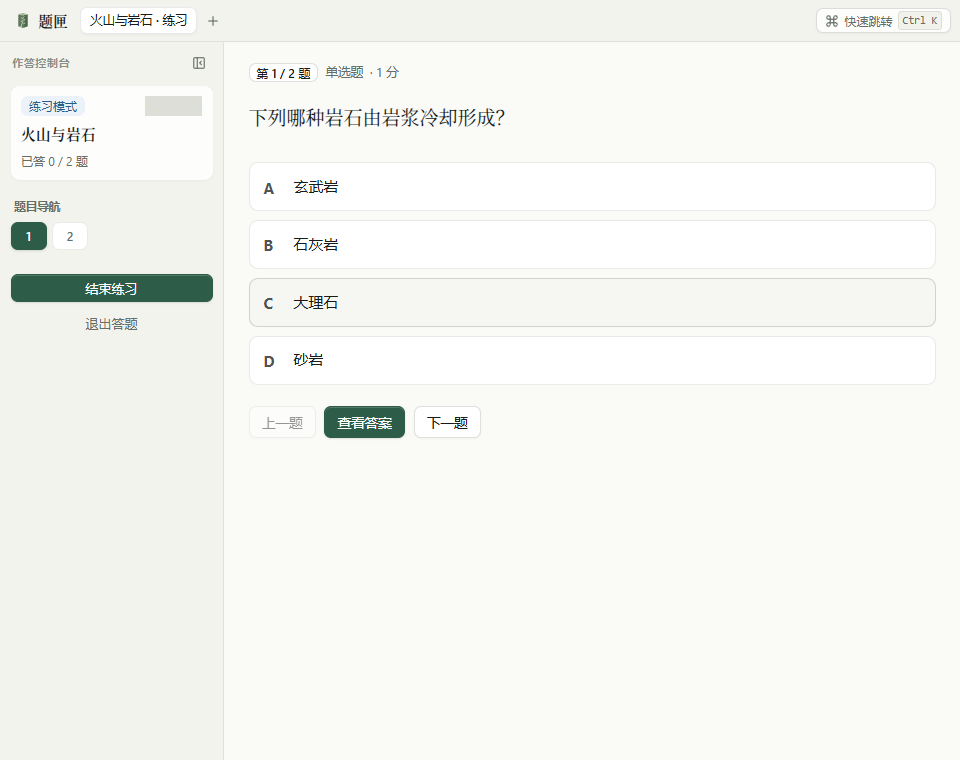 题匣
火山与岩石 · 练习
+
⌘ 快速跳转 Ctrl K
作答控制台
练习模式
火山与岩石
已答 0 / 2 题
题目导航
1 2
结束练习
退出答题
第 1 / 2 题 单选题 · 1 分
下列哪种岩石由岩浆冷却形成?
A 玄武岩
B 石灰岩
C 大理石
D 砂岩
上一题 查看答案 下一题